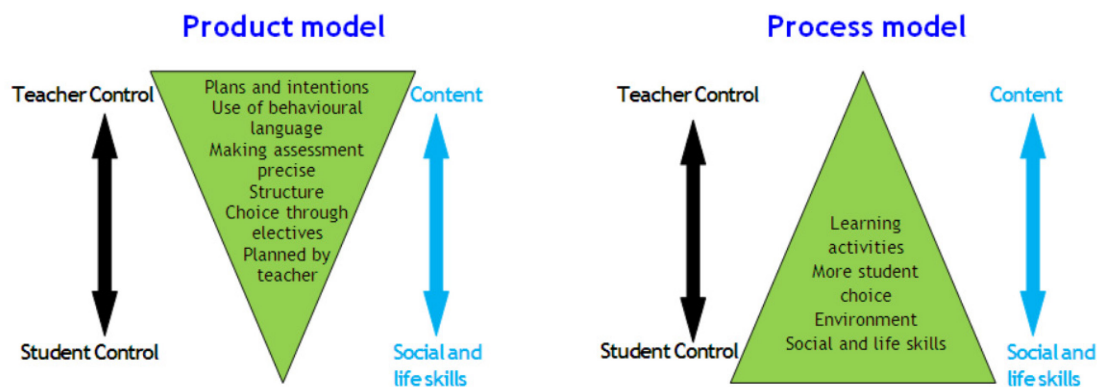 Product model
Teacher Control
Content
Plans and intentions
Use of behavioural
language
Making assessment
precise
Structure
Choice through
electives
Planned by
teacher
Student Control
Social and
life skills
Process model
Teacher Control
Content
Learning
activities
More student
choice
Environment
Social and life skills
Student Control
Social and
life skills